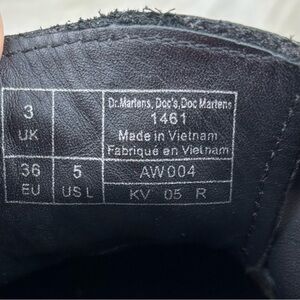 Dr.Martens, Doc's, Doc Martens
1461
Made in Vietnam
Fabriqué en Vietnam
3
UK
36
EU
5
US L
AW004
KV 05 R